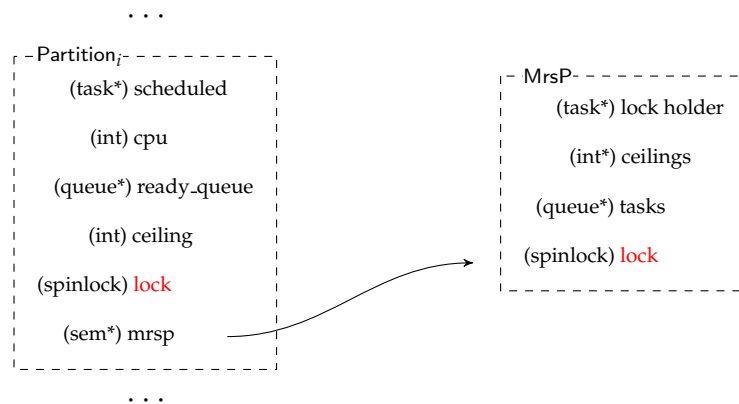 ...
Partitionᵢ
(task*) scheduled
(int) cpu
(queue*) ready_queue
(int) ceiling
(spinlock) lock
(sem*) mrsp
...
MrsP
(task*) lock holder
(int*) ceilings
(queue*) tasks
(spinlock) lock